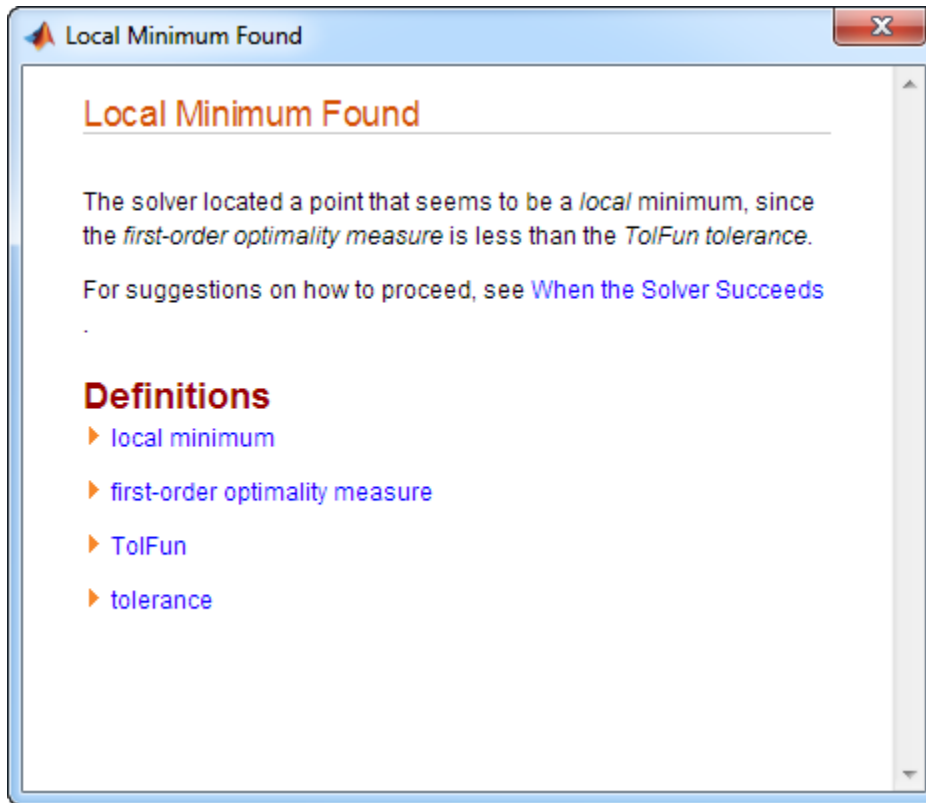 Local Minimum Found
Local Minimum Found
The solver located a point that seems to be a local minimum, since
the first-order optimality measure is less than the TolFun tolerance.
For suggestions on how to proceed, see When the Solver Succeeds
.
Definitions
local minimum
first-order optimality measure
TolFun
tolerance